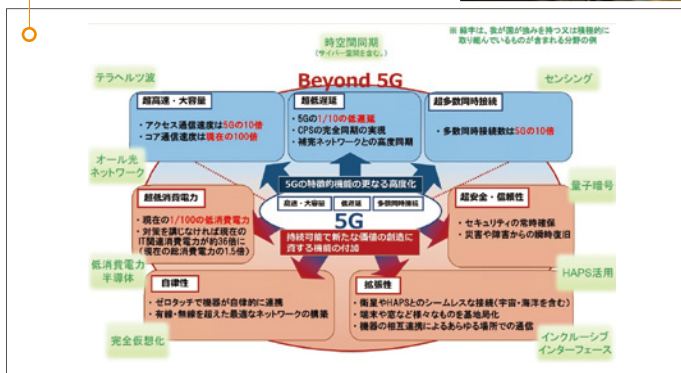 ※ 緑字は、我が国が強みを持つ又は積極的に
取り組んでいるものが含まれる分野の例
時空間同期
(サイバー空間を含む。)
Beyond 5G
テラヘルツ波
センシング
超高速・大容量
・アクセス通信速度は5Gの10倍
・コア通信速度は現在の100倍
超低遅延
・5Gの1/10の低遅延
・CPSの完全同期の実現
・補完ネットワークとの高度同期
超多数同時接続
・多数同時接続数は5Gの10倍
オール光
ネットワーク
量子暗号
5Gの特徴的機能の更なる高度化
高速・大容量
低遅延
多数同時接続
5G
持続可能で新たな価値の創造に
資する機能の付加
超低消費電力
・現在の1/100の低消費電力
・対策を講じなければ現在の
IT関連消費電力が約36倍に
(現在の総消費電力の1.5倍)
超安全・信頼性
・セキュリティの常時確保
・災害や障害からの瞬時復旧
低消費電力
半導体
HAPS活用
自律性
・ゼロタッチで機器が自律的に連携
・有線・無線を超えた最適なネットワークの構築
拡張性
・衛星やHAPSとのシームレスな接続(宇宙・海洋を含む)
・端末や窓など様々なものを基地局化
・機器の相互連携によるあらゆる場所での通信
完全仮想化
インクルーシブ
インターフェース